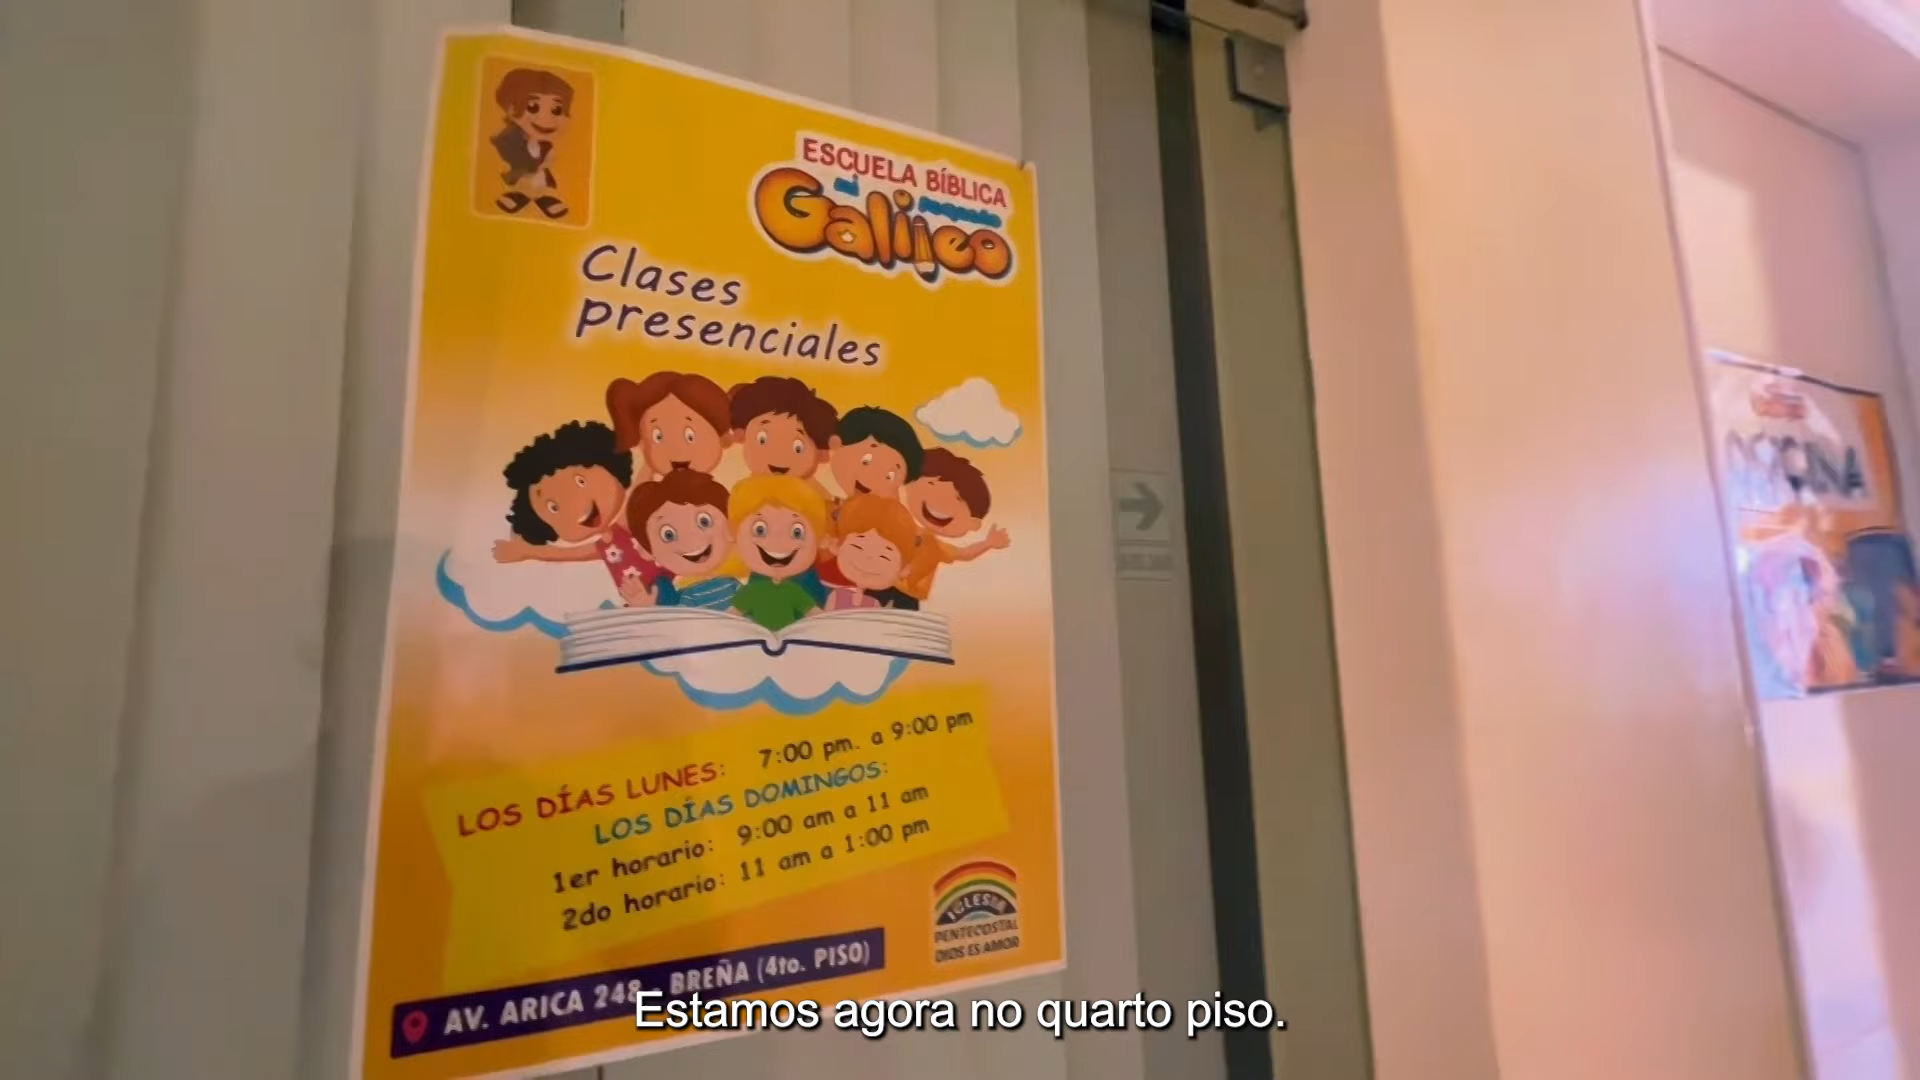 ESCUELA BÍBLICA
mi pequeño
Galileo
Clases
presenciales
LOS DÍAS LUNES: 7:00 pm. a 9:00 pm
LOS DÍAS DOMINGOS:
1er horario: 9:00 am a 11 am
2do horario: 11 am a 1:00 pm
IGLESIA
PENTECOSTAL
DIOS ES AMOR
AV. ARICA 248 - BREÑA (4to. PISO)
Estamos agora no quarto piso.